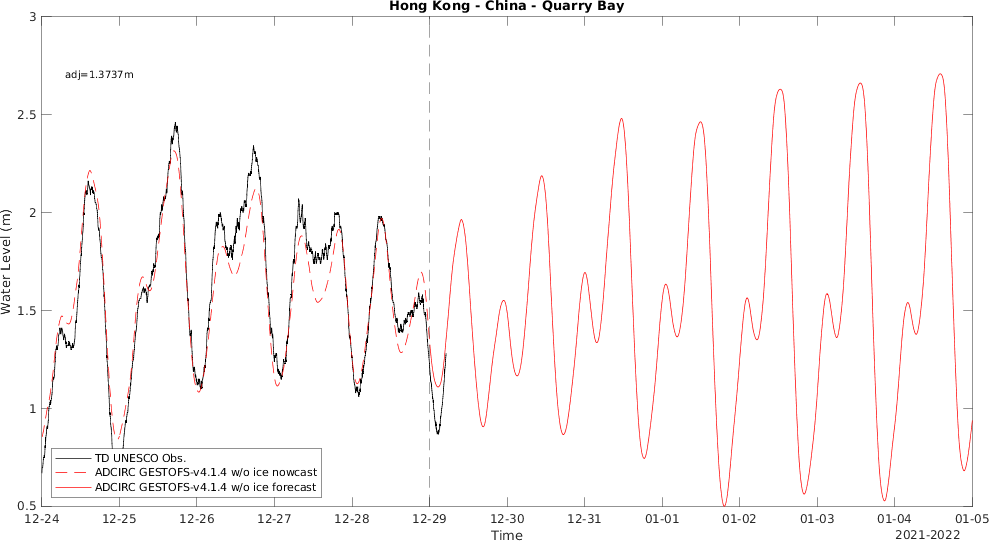 Hong Kong - China - Quarry Bay
3
adj=1.3737m
2.5
2
1.5
1
0.5
Water Level (m)
TD UNESCO Obs.
ADCIRC GESTOFS-v4.1.4 w/o ice nowcast
ADCIRC GESTOFS-v4.1.4 w/o ice forecast
12-24 12-25 12-26 12-27 12-28 12-29 12-30 12-31 01-01 01-02 01-03 01-04 01-05
Time
2021-2022